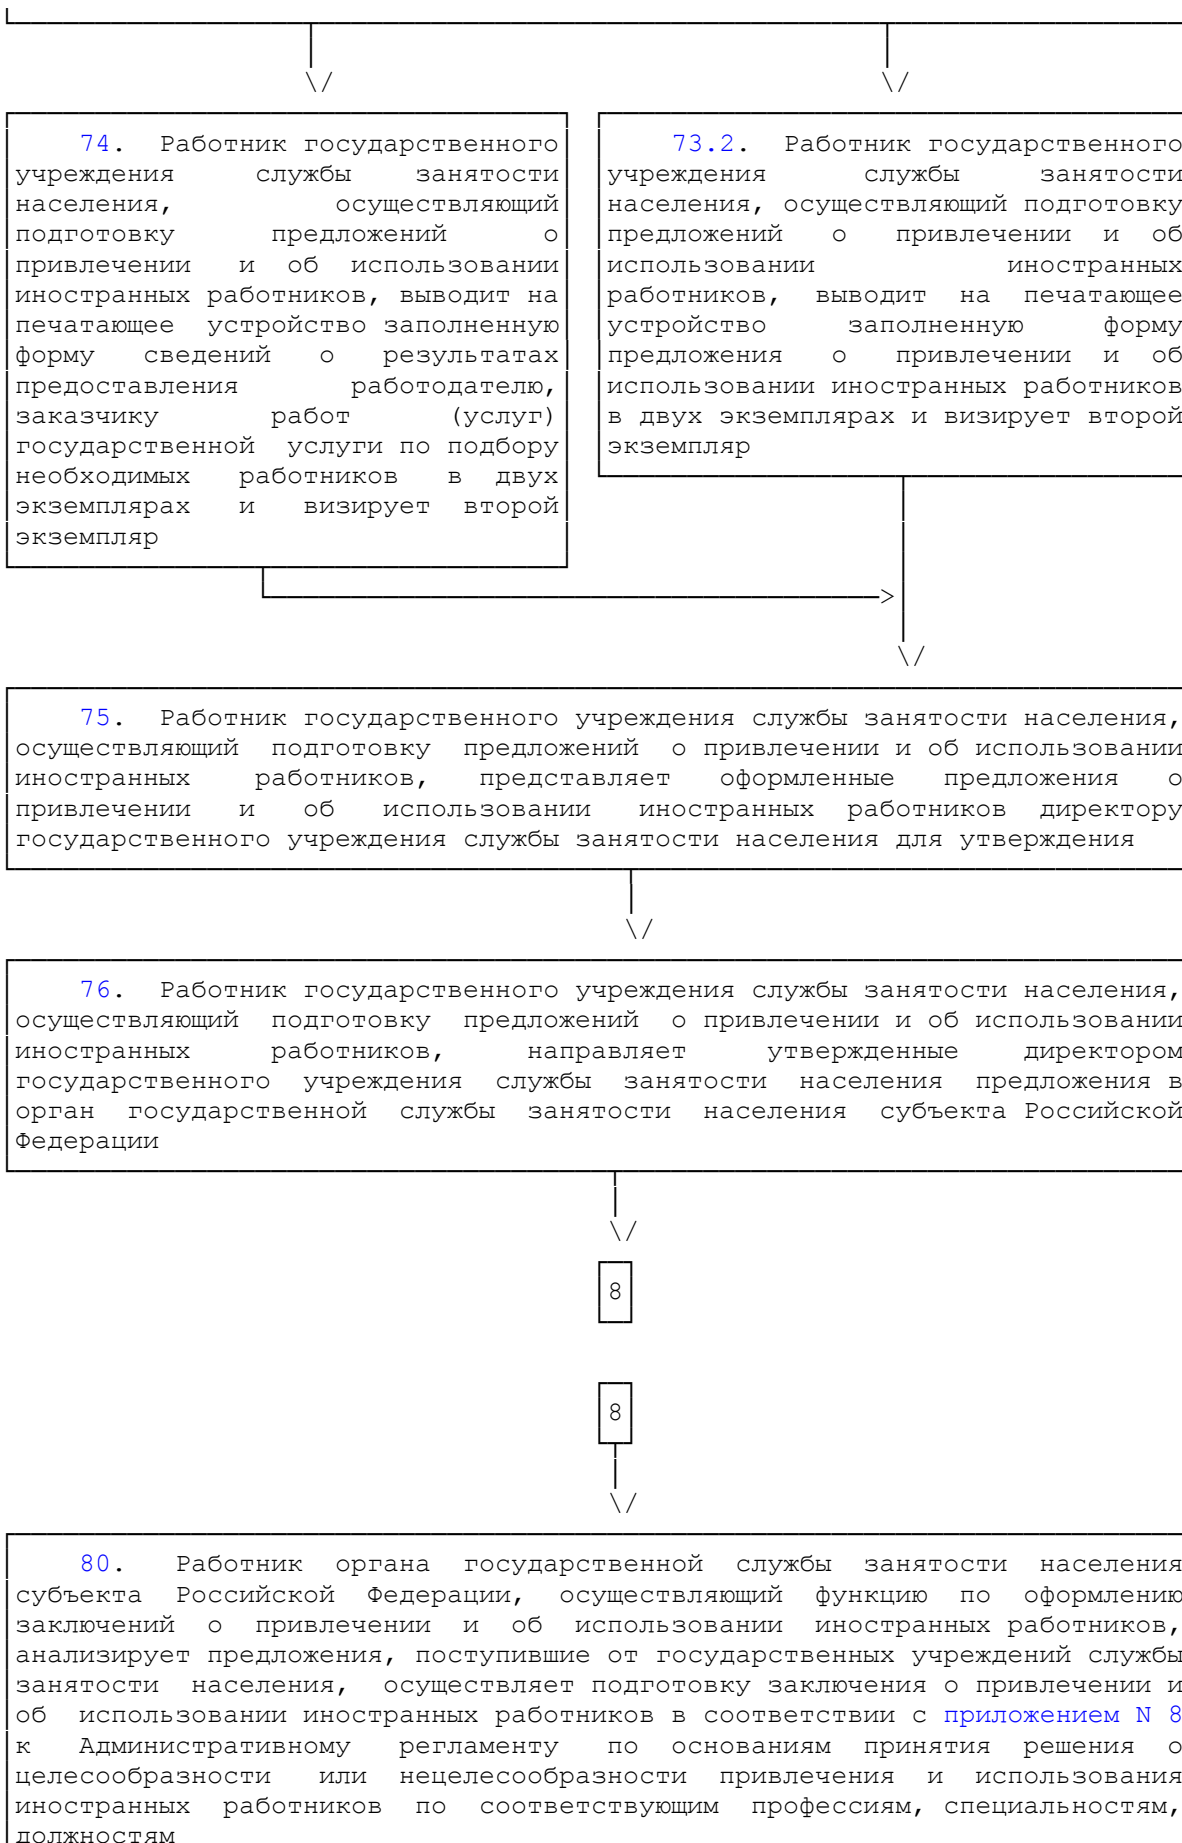 74. Работник государственного
учреждения службы занятости
населения, осуществляющий
подготовку предложений о
привлечении и об использовании
иностранных работников, выводит на
печатающее устройство заполненную
форму сведений о результатах
предоставления работодателю,
заказчику работ (услуг)
государственной услуги по подбору
необходимых работников в двух
экземплярах и визирует второй
экземпляр
73.2. Работник государственного
учреждения службы занятости
населения, осуществляющий подготовку
предложений о привлечении и об
использовании иностранных
работников, выводит на печатающее
устройство заполненную форму
предложения о привлечении и об
использовании иностранных работников
в двух экземплярах и визирует второй
экземпляр
75. Работник государственного учреждения службы занятости населения,
осуществляющий подготовку предложений о привлечении и об использовании
иностранных работников, представляет оформленные предложения о
привлечении и об использовании иностранных работников директору
государственного учреждения службы занятости населения для утверждения
76. Работник государственного учреждения службы занятости населения,
осуществляющий подготовку предложений о привлечении и об использовании
иностранных работников, направляет утвержденные директором
государственного учреждения службы занятости населения предложения в
орган государственной службы занятости населения субъекта Российской
Федерации
8
8
80. Работник органа государственной службы занятости населения
субъекта Российской Федерации, осуществляющий функцию по оформлению
заключений о привлечении и об использовании иностранных работников,
анализирует предложения, поступившие от государственных учреждений службы
занятости населения, осуществляет подготовку заключения о привлечении и
об использовании иностранных работников в соответствии с приложением N 8
к Административному регламенту по основаниям принятия решения о
целесообразности или нецелесообразности привлечения и использования
иностранных работников по соответствующим профессиям, специальностям,
должностям